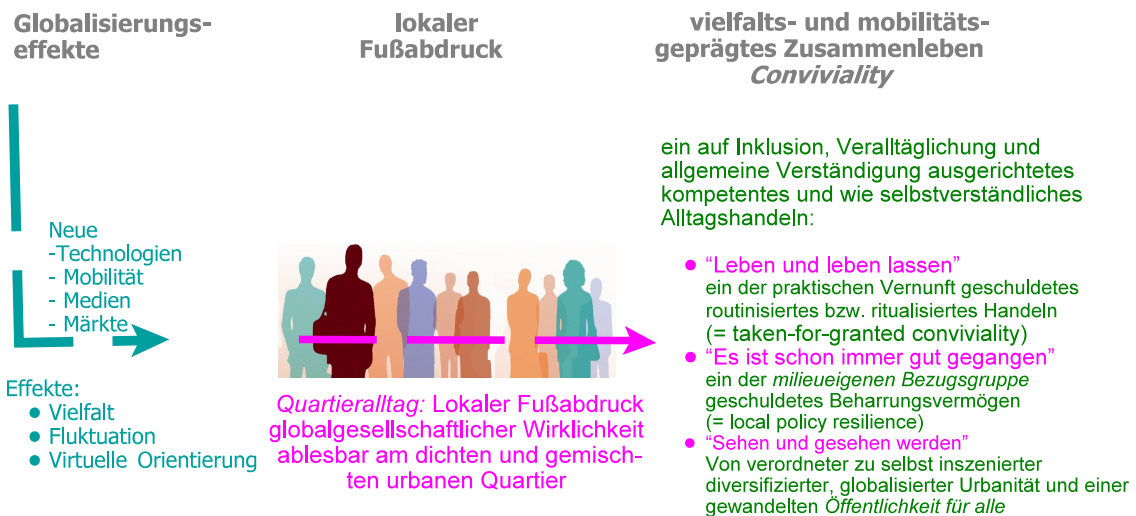 Globalisierungs-
effekte
lokaler
Fußabdruck
vielfalts- und mobilitäts-
geprägtes Zusammenleben
Conviviality
Neue
-Technologien
- Mobilität
- Medien
- Märkte
Effekte:
● Vielfalt
● Fluktuation
● Virtuelle Orientierung
Quartieralltag: Lokaler Fußabdruck
globalgesellschaftlicher Wirklichkeit
ablesbar am dichten und gemisch-
ten urbanen Quartier
ein auf Inklusion, Veralltäglichung und
allgemeine Verständigung ausgerichtetes
kompetentes und wie selbstverständliches
Alltagshandeln:
● “Leben und leben lassen”
ein der praktischen Vernunft geschuldetes
routinisiertes bzw. ritualisiertes Handeln
(= taken-for-granted conviviality)
● “Es ist schon immer gut gegangen”
ein der milieueigenen Bezugsgruppe
geschuldetes Beharrungsvermögen
(= local policy resilience)
● “Sehen und gesehen werden”
Von verordneter zu selbst inszenierter
diversifizierter, globalisierter Urbanität und einer
gewandelten Öffentlichkeit für alle